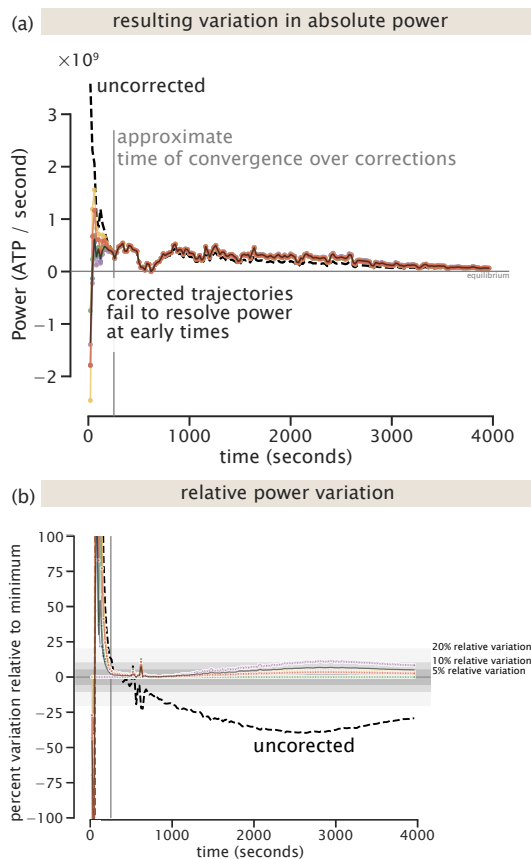 (a) resulting variation in absolute power
×10⁹
uncorrected
3
approximate
time of convergence over corrections
2
1
0
equilibrium
corected trajectories
fail to resolve power
at early times
−1
−2
Power (ATP / second)
0 1000 2000 3000 4000
time (seconds)
(b) relative power variation
100
75
50
25
0
−25
−50
−75
−100
percent variation relative to minimum
20% relative variation
10% relative variation
5% relative variation
uncorected
0 1000 2000 3000 4000
time (seconds)